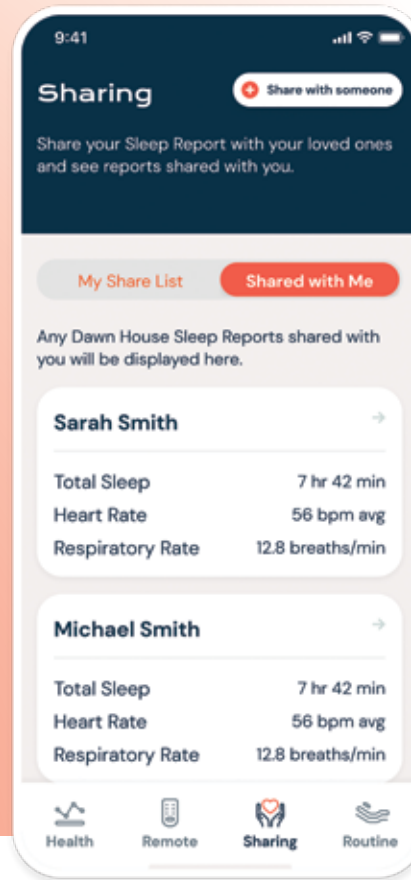 9:41
Sharing
Share with someone
Share your Sleep Report with your loved ones
and see reports shared with you.
My Share List
Shared with Me
Any Dawn House Sleep Reports shared with
you will be displayed here.
Sarah Smith
Total Sleep 7 hr 42 min
Heart Rate 56 bpm avg
Respiratory Rate 12.8 breaths/min
Michael Smith
Total Sleep 7 hr 42 min
Heart Rate 56 bpm avg
Respiratory Rate 12.8 breaths/min
Health Remote Sharing Routine